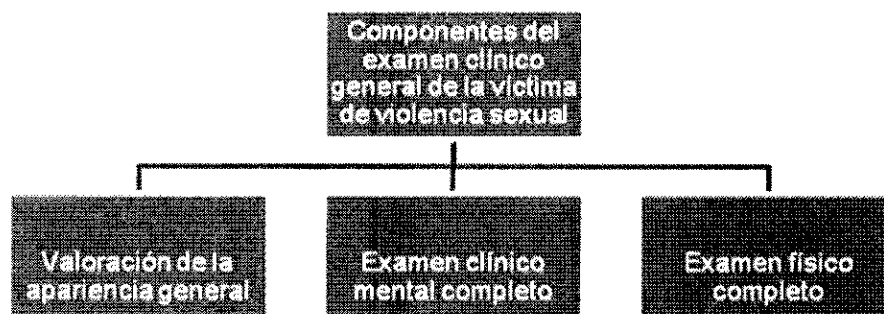 Componentes del
examen clínico
general de la víctima
de violencia sexual
Valoración de la
apariencia general
Examen clínico
mental completo
Examen físico
completo